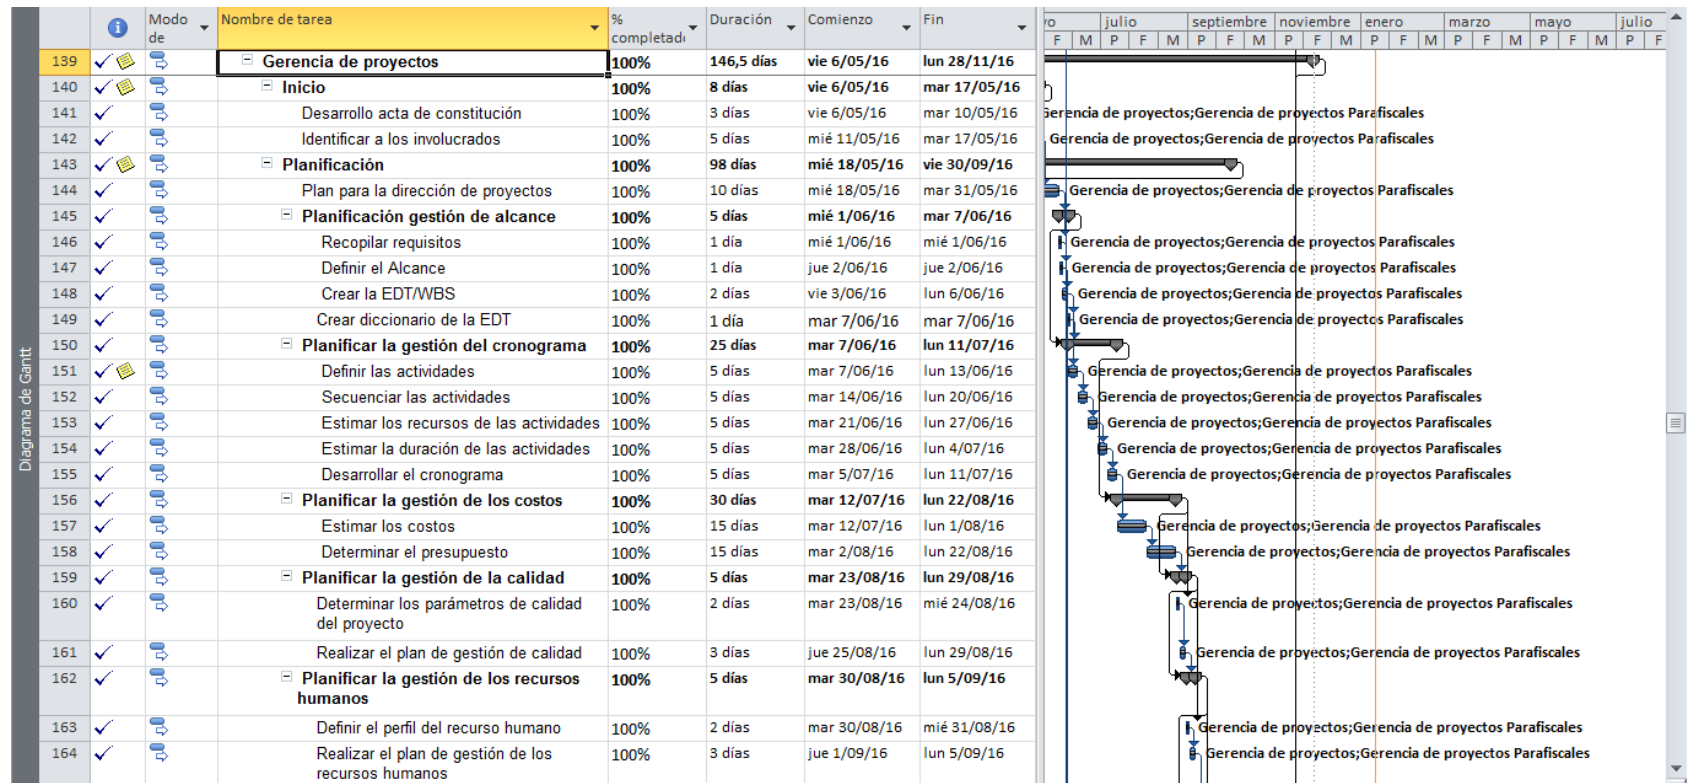 Modo de	Nombre de tarea	% completado	Duración	Comienzo	Fin
julio	septiembre	noviembre	enero	marzo	mayo	julio
F	M	P	F	M	P	F	M	P	F	M	P	F	M	P	F	M	P	F	M	P	F
139	Gerencia de proyectos	100%	146,5 días	vie 6/05/16	lun 28/11/16
140	Inicio	100%	8 días	vie 6/05/16	mar 17/05/16
141	Desarrollo acta de constitución	100%	3 días	vie 6/05/16	mar 10/05/16	Gerencia de proyectos;Gerencia de proyectos Parafiscales
142	Identificar a los involucrados	100%	5 días	mié 11/05/16	mar 17/05/16	Gerencia de proyectos;Gerencia de proyectos Parafiscales
143	Planificación	100%	98 días	mié 18/05/16	vie 30/09/16
144	Plan para la dirección de proyectos	100%	10 días	mié 18/05/16	mar 31/05/16	Gerencia de proyectos;Gerencia de proyectos Parafiscales
145	Planificación gestión de alcance	100%	5 días	mié 1/06/16	mar 7/06/16
146	Recopilar requisitos	100%	1 día	mié 1/06/16	mié 1/06/16	Gerencia de proyectos;Gerencia de proyectos Parafiscales
147	Definir el Alcance	100%	1 día	jue 2/06/16	jue 2/06/16	Gerencia de proyectos;Gerencia de proyectos Parafiscales
148	Crear la EDT/WBS	100%	2 días	vie 3/06/16	lun 6/06/16	Gerencia de proyectos;Gerencia de proyectos Parafiscales
149	Crear diccionario de la EDT	100%	1 día	mar 7/06/16	mar 7/06/16	Gerencia de proyectos;Gerencia de proyectos Parafiscales
150	Planificar la gestión del cronograma	100%	25 días	mar 7/06/16	lun 11/07/16
151	Definir las actividades	100%	5 días	mar 7/06/16	lun 13/06/16	Gerencia de proyectos;Gerencia de proyectos Parafiscales
152	Secuenciar las actividades	100%	5 días	mar 14/06/16	lun 20/06/16	Gerencia de proyectos;Gerencia de proyectos Parafiscales
153	Estimar los recursos de las actividades	100%	5 días	mar 21/06/16	lun 27/06/16	Gerencia de proyectos;Gerencia de proyectos Parafiscales
154	Estimar la duración de las actividades	100%	5 días	mar 28/06/16	lun 4/07/16	Gerencia de proyectos;Gerencia de proyectos Parafiscales
155	Desarrollar el cronograma	100%	5 días	mar 5/07/16	lun 11/07/16	Gerencia de proyectos;Gerencia de proyectos Parafiscales
156	Planificar la gestión de los costos	100%	30 días	mar 12/07/16	lun 22/08/16
157	Estimar los costos	100%	15 días	mar 12/07/16	lun 1/08/16	Gerencia de proyectos;Gerencia de proyectos Parafiscales
158	Determinar el presupuesto	100%	15 días	mar 2/08/16	lun 22/08/16	Gerencia de proyectos;Gerencia de proyectos Parafiscales
159	Planificar la gestión de la calidad	100%	5 días	mar 23/08/16	lun 29/08/16
160	Determinar los parámetros de calidad	100%	2 días	mar 23/08/16	mié 24/08/16	Gerencia de proyectos;Gerencia de proyectos Parafiscales
del proyecto
161	Realizar el plan de gestión de calidad	100%	3 días	jue 25/08/16	lun 29/08/16	Gerencia de proyectos;Gerencia de proyectos Parafiscales
162	Planificar la gestión de los recursos	100%	5 días	mar 30/08/16	lun 5/09/16
humanos
163	Definir el perfil del recurso humano	100%	2 días	mar 30/08/16	mié 31/08/16	Gerencia de proyectos;Gerencia de proyectos Parafiscales
164	Realizar el plan de gestión de los	100%	3 días	jue 1/09/16	lun 5/09/16	Gerencia de proyectos;Gerencia de proyectos Parafiscales
recursos humanos
Diagrama de Gantt